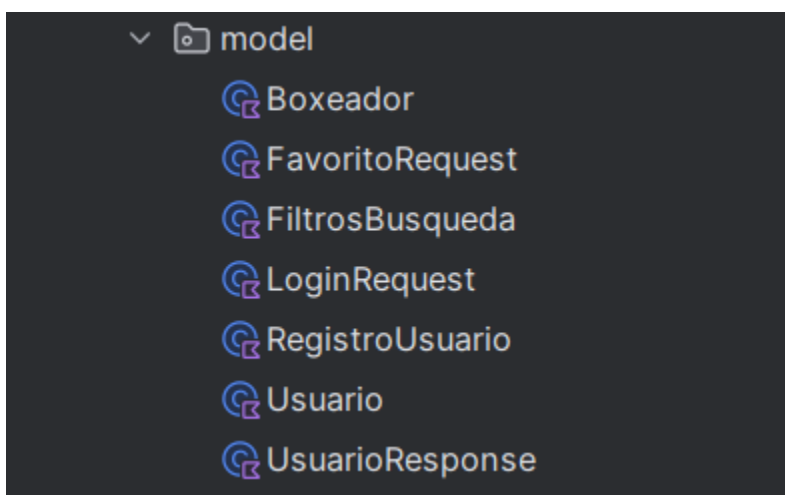 model
Boxeador
FavoritoRequest
FiltrosBusqueda
LoginRequest
RegistroUsuario
Usuario
UsuarioResponse